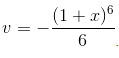 v = −\frac{(1 + x)^6}{6}.